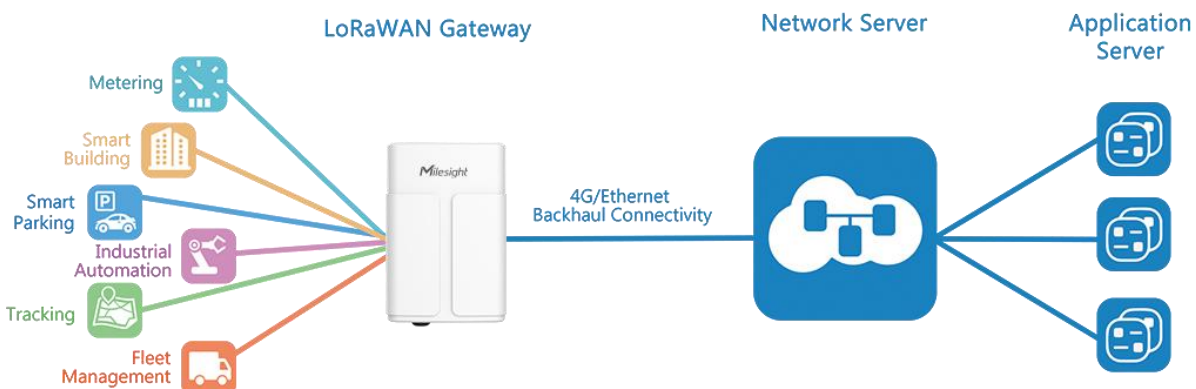 LoRaWAN Gateway
Network Server
Application
Server
Metering
Smart
Building
Smart
Parking
P
Industrial
Automation
Tracking
Fleet
Management
Milesight
4G/Ethernet
Backhaul Connectivity